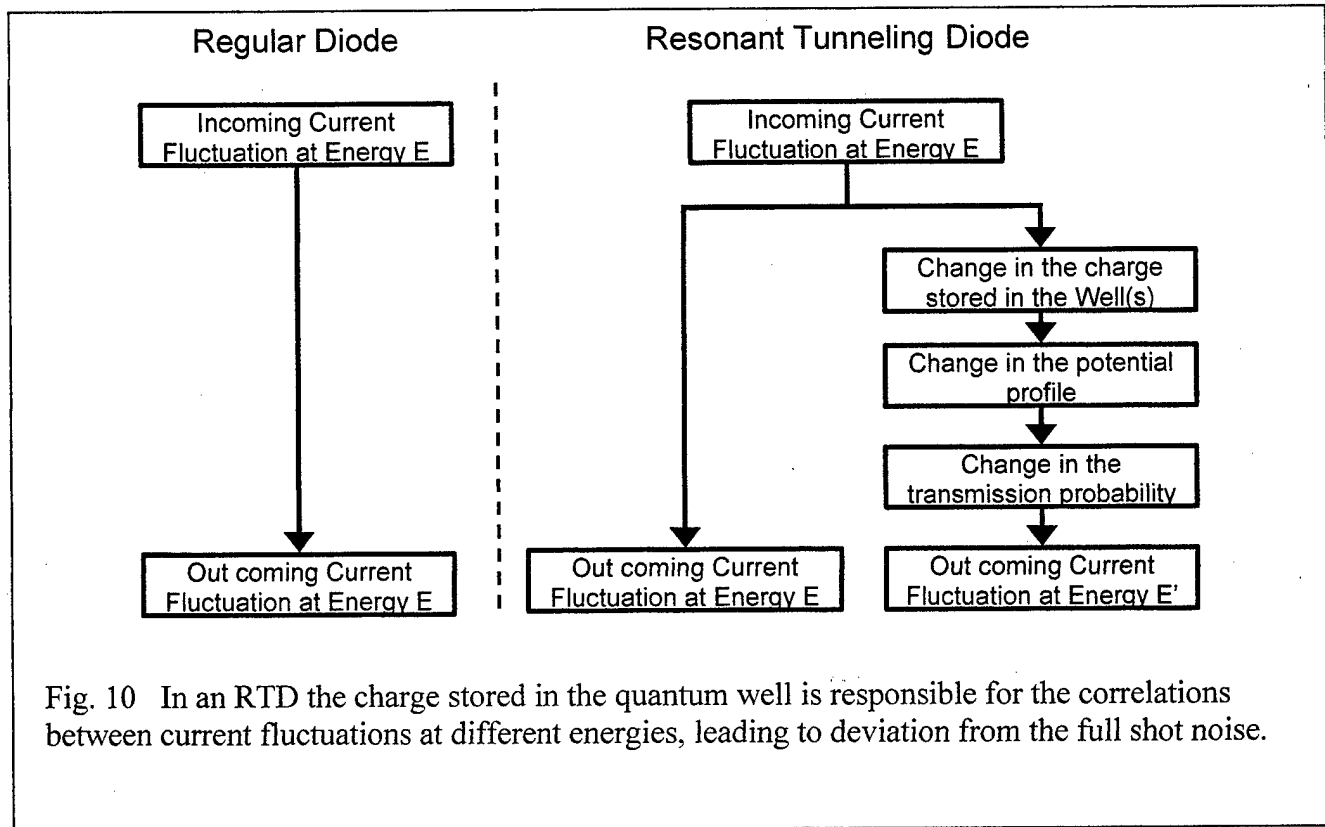 Regular Diode
Incoming Current
Fluctuation at Energy E
Out coming Current
Fluctuation at Energy E
Resonant Tunneling Diode
Incoming Current
Fluctuation at Energy E
Change in the charge
stored in the Well(s)
Change in the potential
profile
Change in the
transmission probability
Out coming Current
Fluctuation at Energy E
Out coming Current
Fluctuation at Energy E'
Fig. 10 In an RTD the charge stored in the quantum well is responsible for the correlations
between current fluctuations at different energies, leading to deviation from the full shot noise.